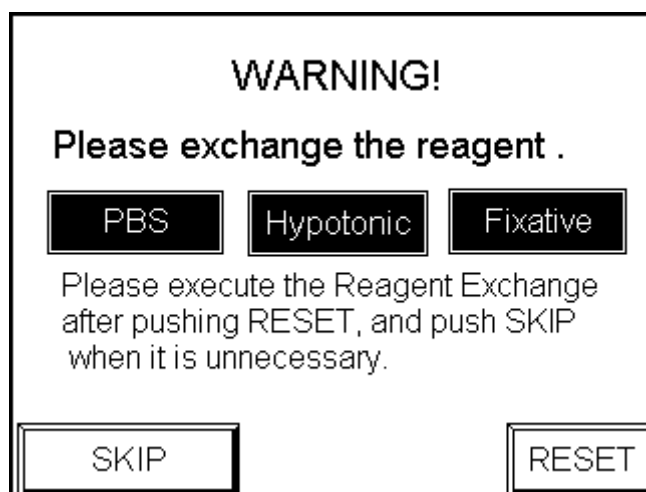 WARNING!
Please exchange the reagent .
PBS Hypotonic Fixative
Please execute the Reagent Exchange
after pushing RESET, and push SKIP
when it is unnecessary.
SKIP RESET